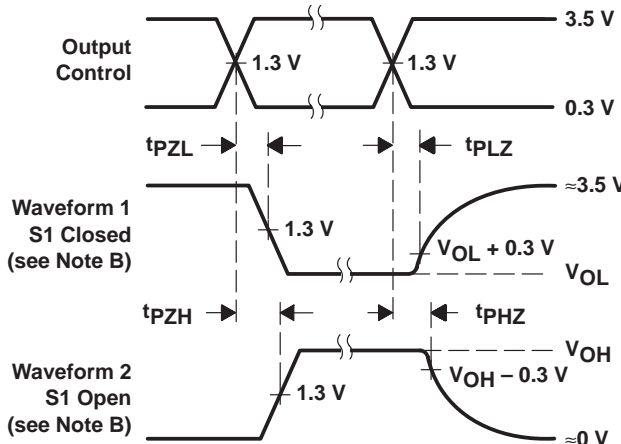 3.5 V
Output
Control
1.3 V
1.3 V
0.3 V
tPZL
tPLZ
≈3.5 V
Waveform 1
S1 Closed
(see Note B)
1.3 V
VOL + 0.3 V
VOL
tPZH
tPHZ
VOH
Waveform 2
S1 Open
(see Note B)
1.3 V
VOH – 0.3 V
≈0 V